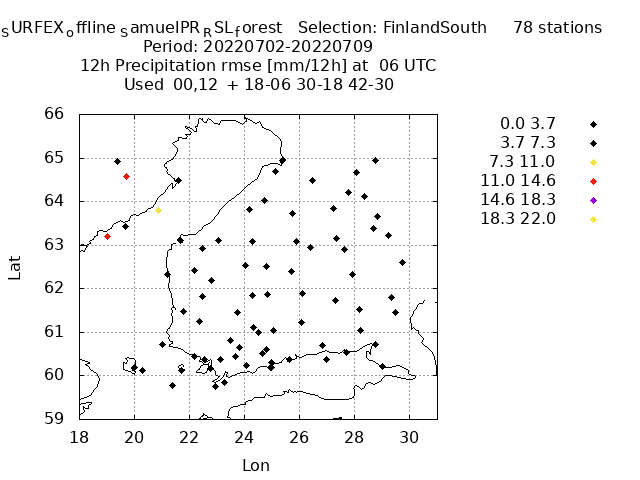 SURFEXoffline SamuelPRRSLforest   Selection: FinlandSouth     78 stations
Period: 20220702-20220709
12h Precipitation rmse [mm/12h] at  06 UTC
Used  00,12  + 18-06 30-18 42-30
0.0 3.7
3.7 7.3
7.3 11.0
11.0 14.6
14.6 18.3
18.3 22.0
66
65
64
63
62
61
60
59
Lat
18 20 22 24 26 28 30
Lon